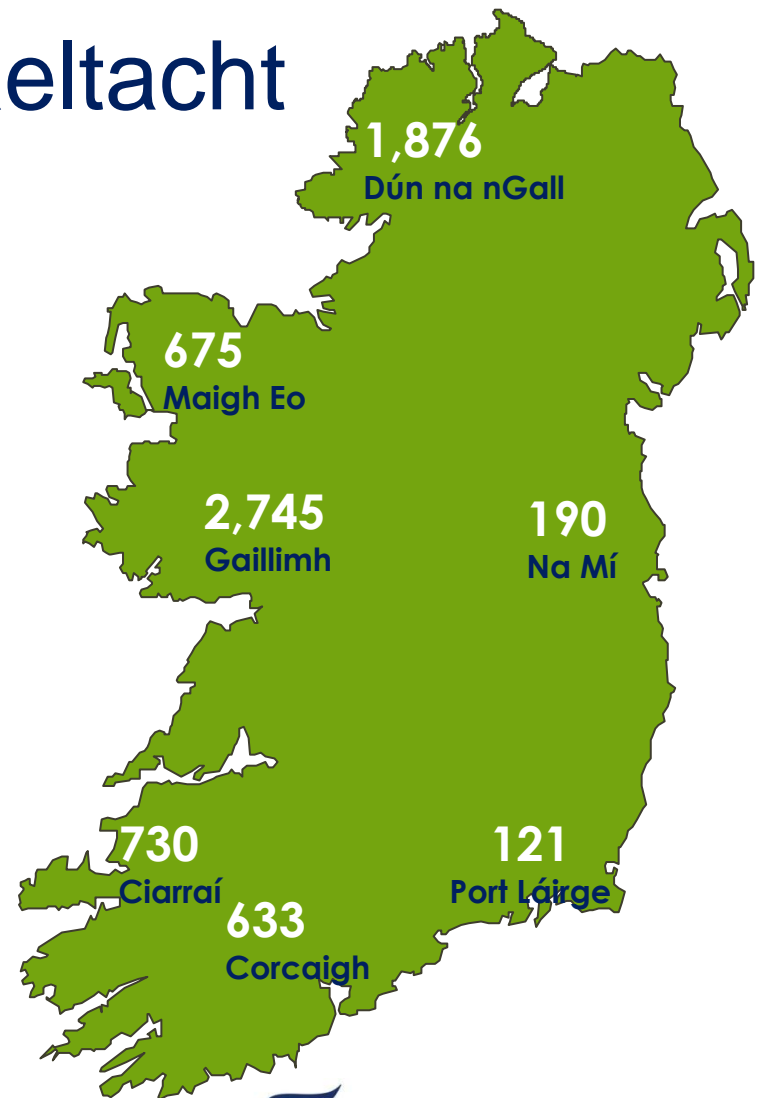 eltacht
1,876
Dún na nGall
675
Maigh Eo
2,745
Gaillimh
190
Na Mí
730
Ciarraí
121
Port Láirge
633
Corcaigh